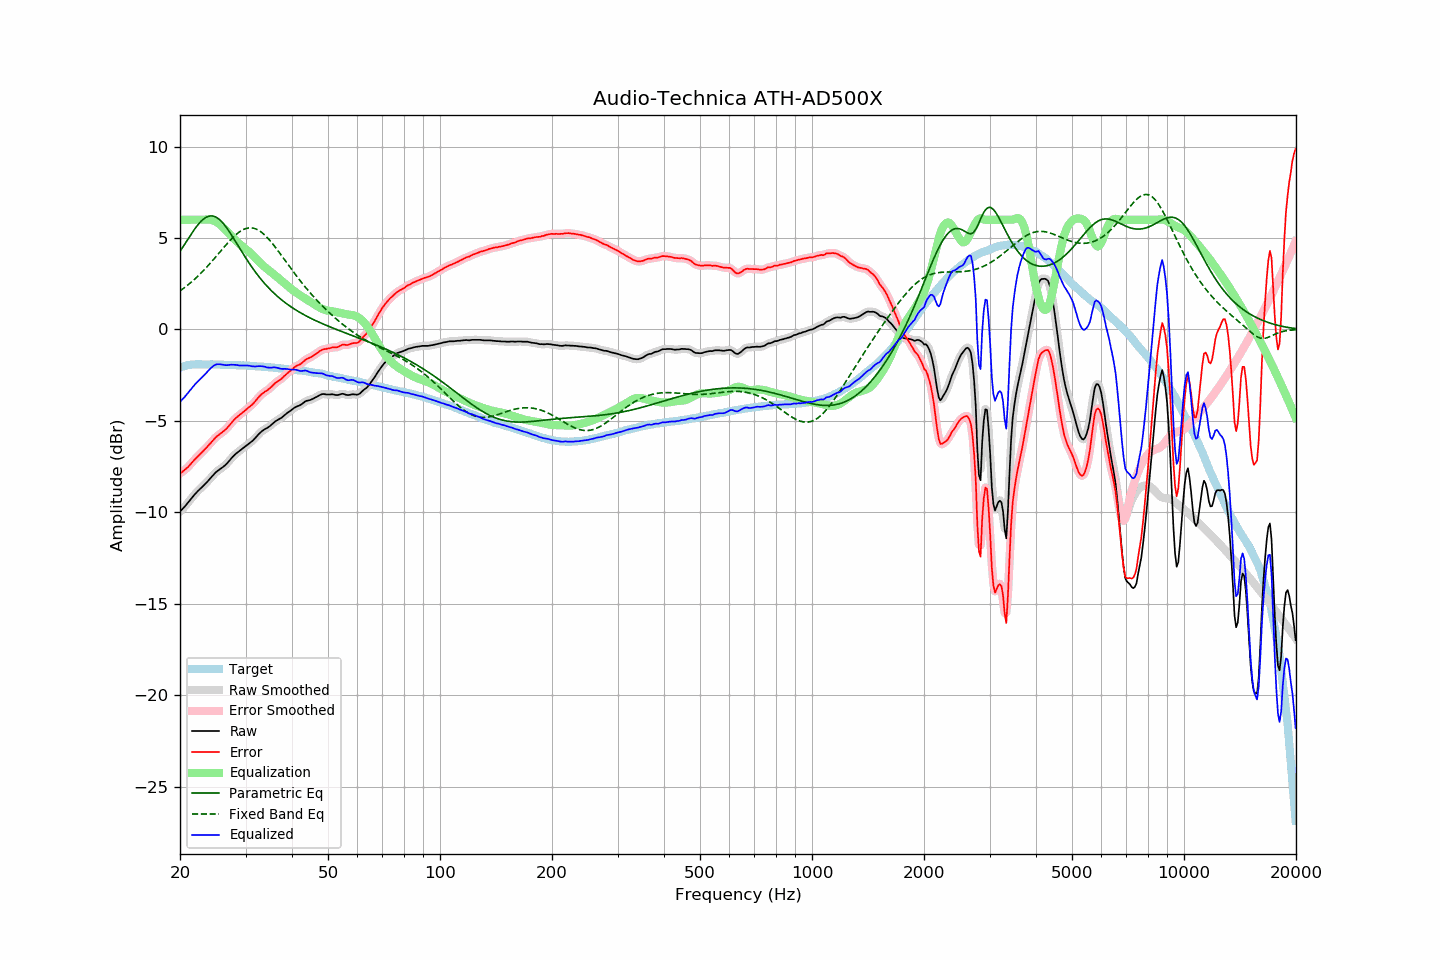 Audio-Technica ATH-AD500X
10
5
0
−5
−10
−15
−20
−25
Amplitude (dBr)
Target
Raw Smoothed
Error Smoothed
Raw
Error
Equalization
Parametric Eq
Fixed Band Eq
Equalized
20 50 100 200 500 1000 2000 5000 10000 20000
Frequency (Hz)